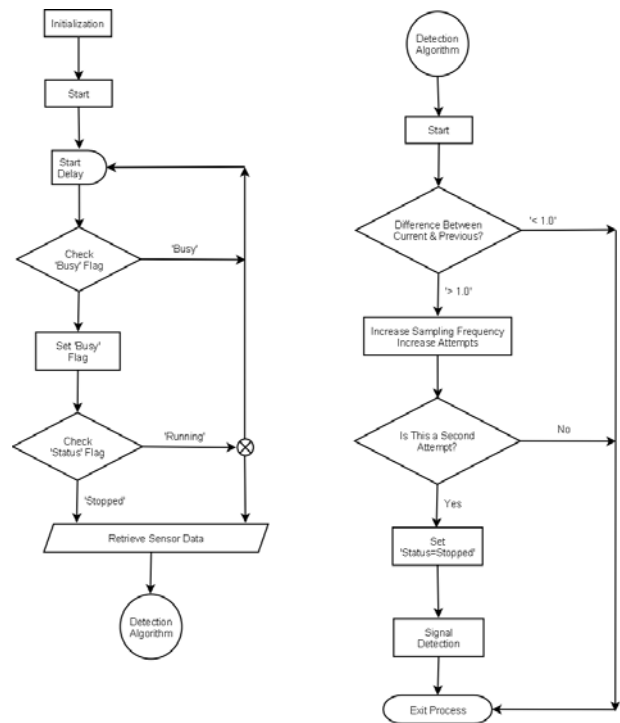 Initialization
Start
Start
Delay
Check
'Busy' Flag
'Busy'
Set 'Busy'
Flag
Check
'Status' Flag
'Running'
'Stopped'
Retrieve Sensor Data
Detection
Algorithm
Detection
Algorithm
Start
Difference Between
Current & Previous?
'< 1.0'
'> 1.0'
Increase Sampling Frequency
Increase Attempts
Is This a Second
Attempt?
No
Yes
Set
'Status=Stopped'
Signal
Detection
Exit Process